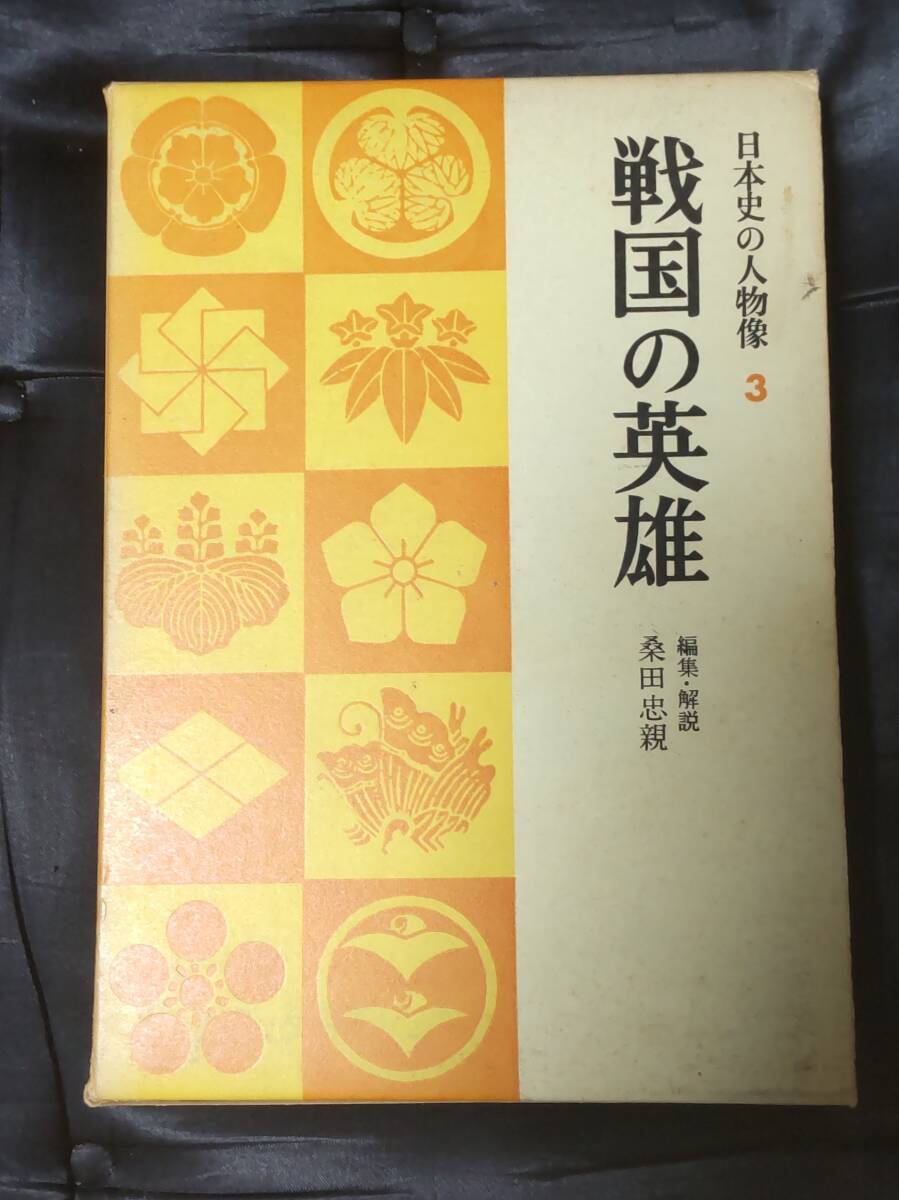 日本史の人物像 3
戦国の英雄
編集・解説
桑田忠親